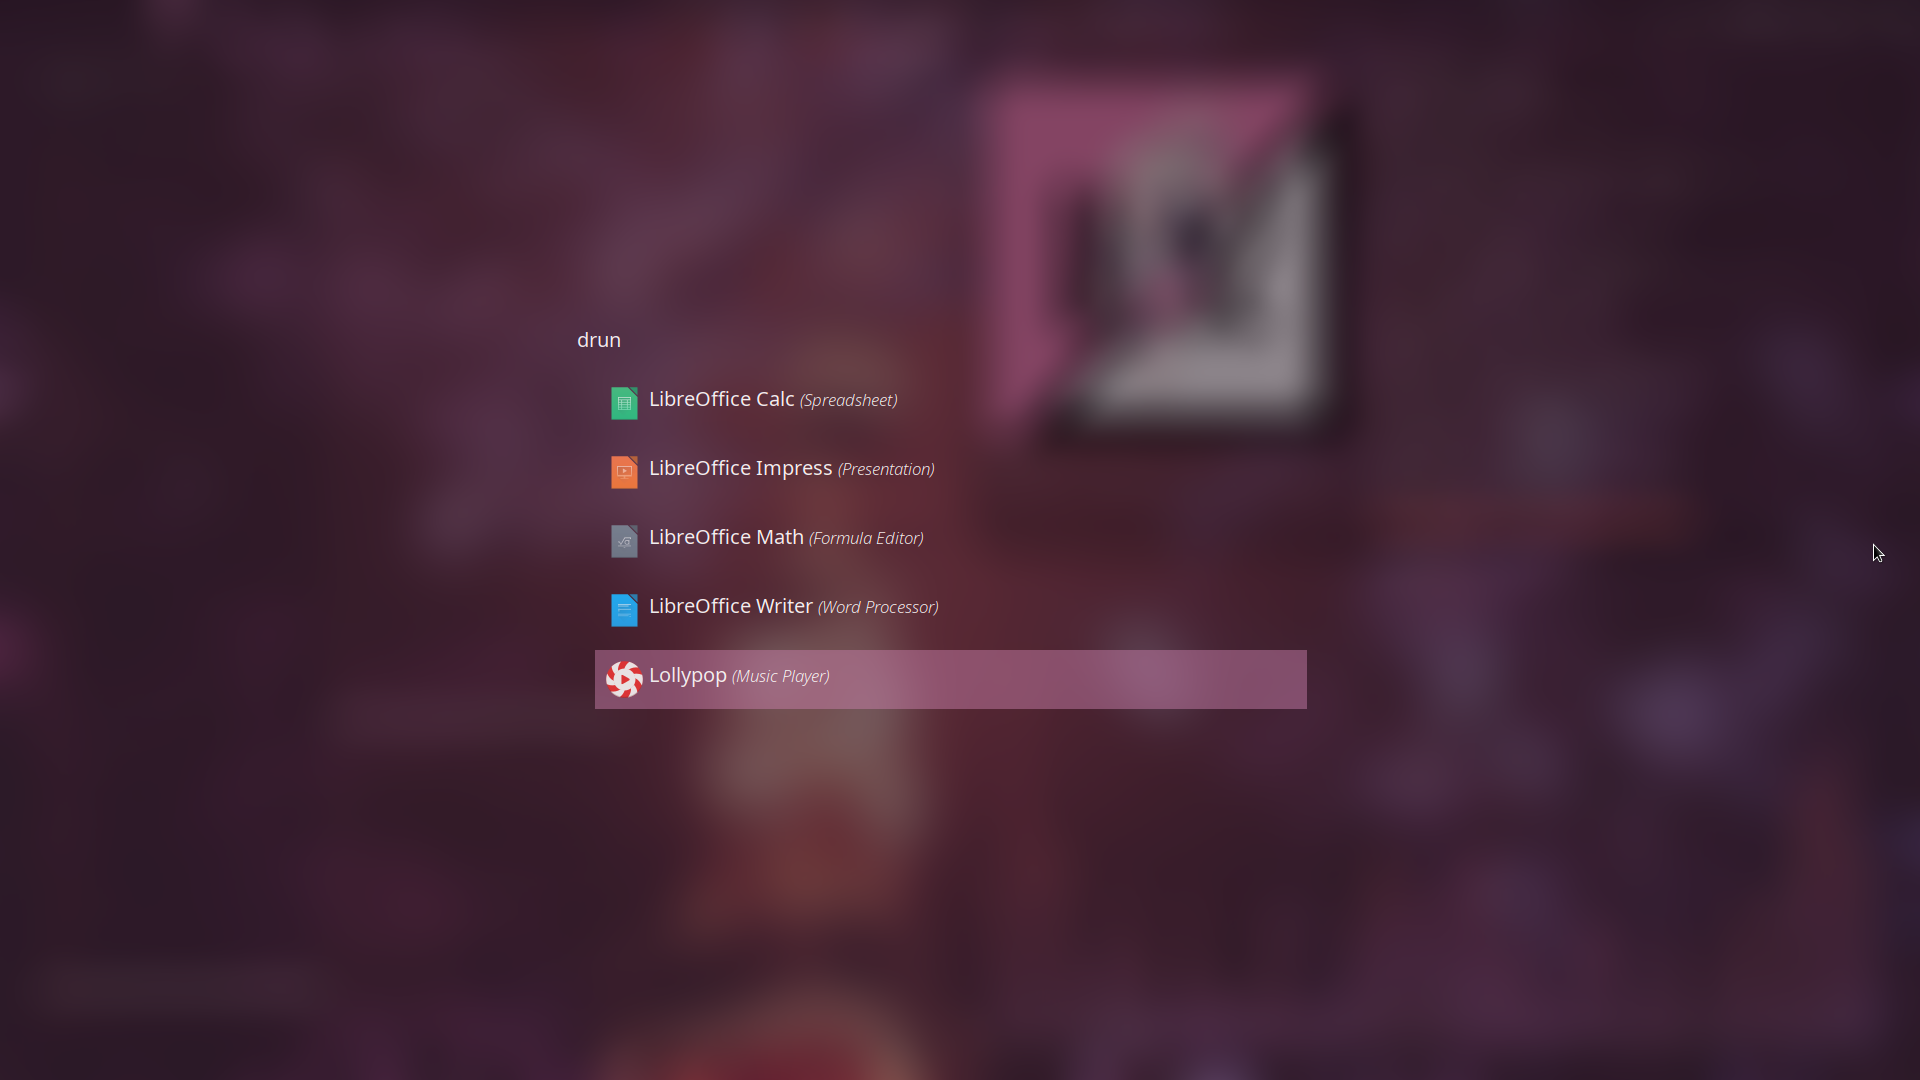 drun
LibreOffice Calc (Spreadsheet)
LibreOffice Impress (Presentation)
LibreOffice Math (Formula Editor)
LibreOffice Writer (Word Processor)
Lollypop (Music Player)